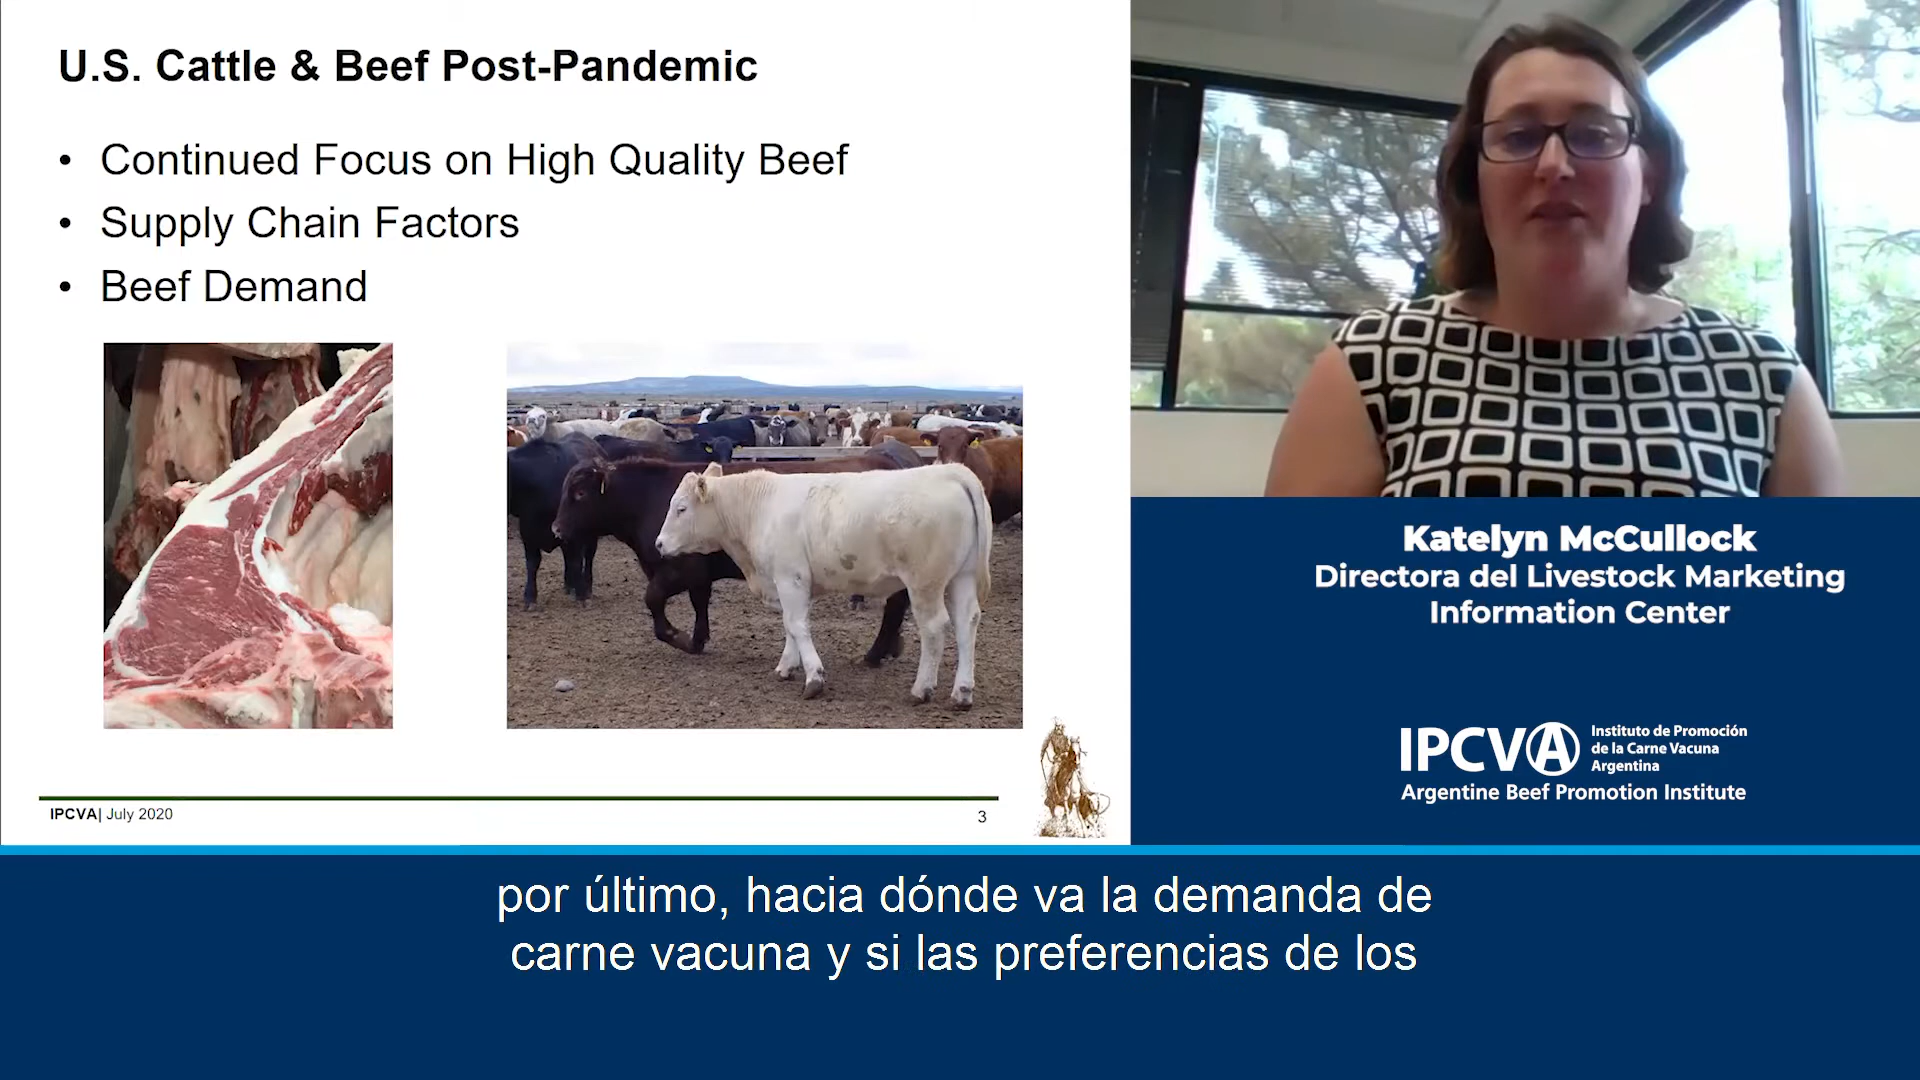 U.S. Cattle & Beef Post-Pandemic
• Continued Focus on High Quality Beef
• Supply Chain Factors
• Beef Demand
IPCVA| July 2020
3
Katelyn McCullock
Directora del Livestock Marketing
Information Center
IPCVA
Instituto de Promoción
de la Carne Vacuna
Argentina
Argentine Beef Promotion Institute
por último, hacia dónde va la demanda de
carne vacuna y si las preferencias de los